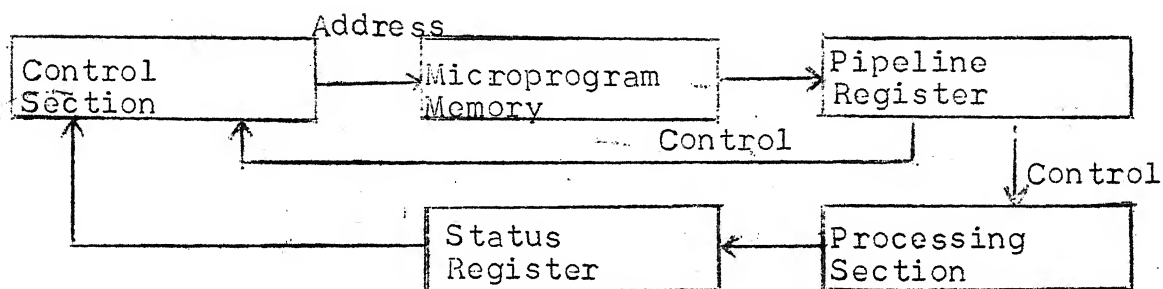 Address
Control
Section
Microprogram
Memory
Pipeline
Register
Control
Control
Status
Register
Processing
Section